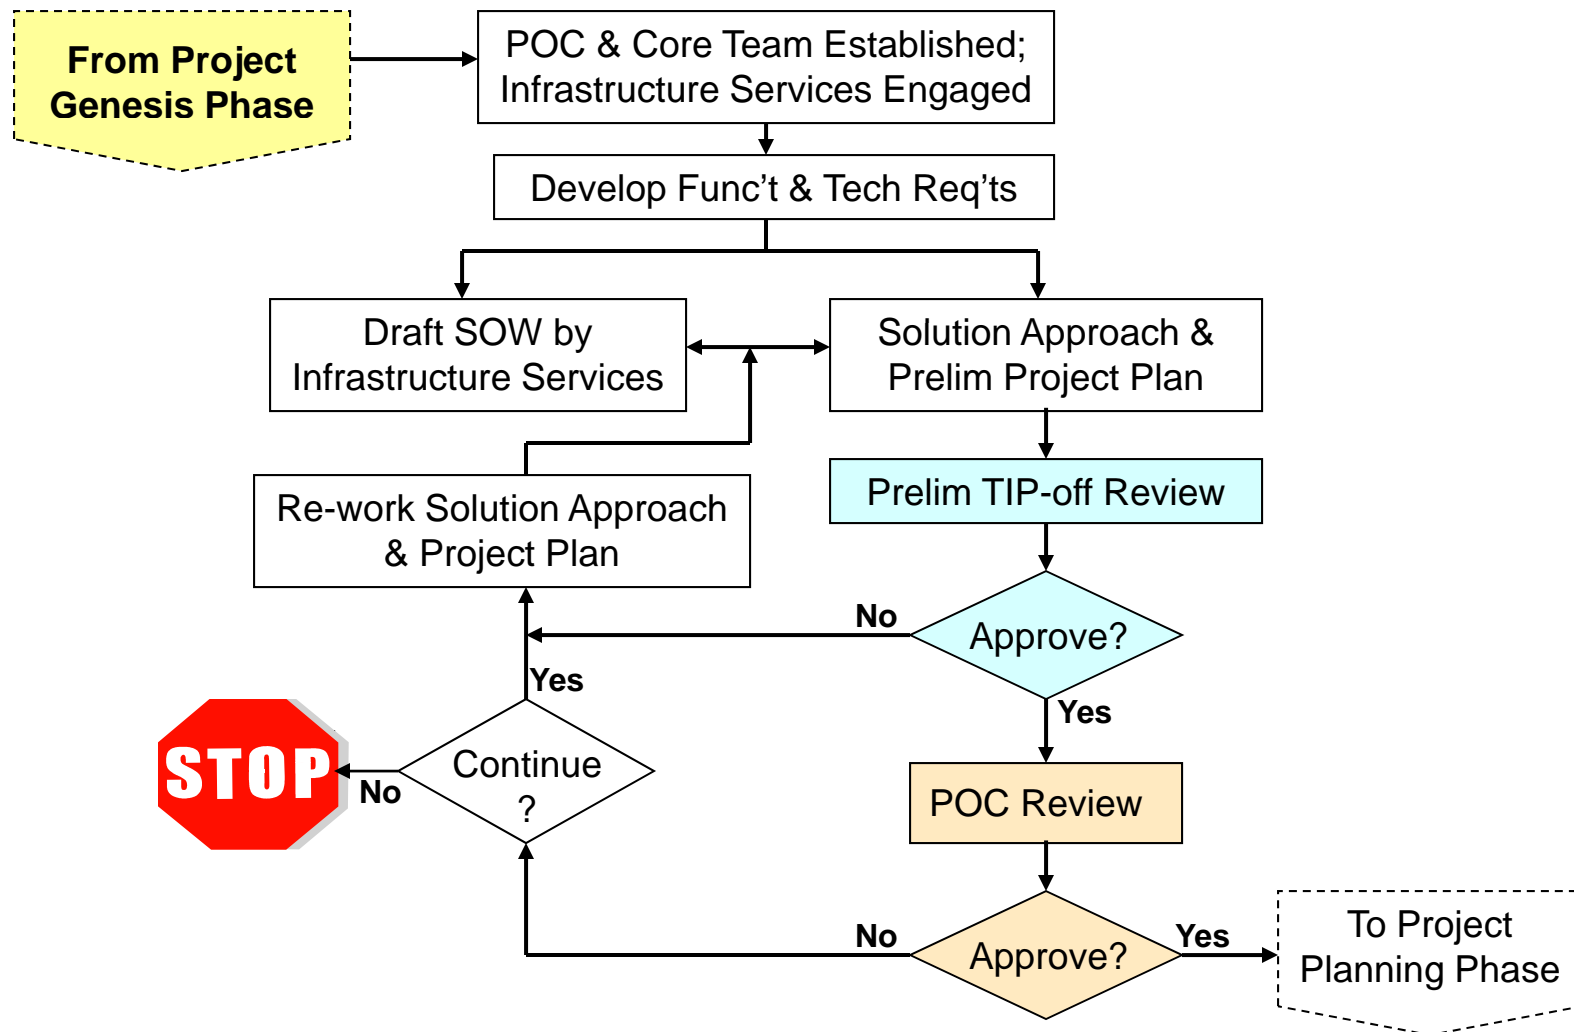 From Project
Genesis Phase
POC & Core Team Established;
Infrastructure Services Engaged
Develop Func’t & Tech Req’ts
Draft SOW by
Infrastructure Services
Solution Approach &
Prelim Project Plan
Re-work Solution Approach
& Project Plan
Prelim TIP-off Review
No
Approve?
Yes
Yes
STOP
No
Continue
?
POC Review
No
Approve?
Yes
To Project
Planning Phase